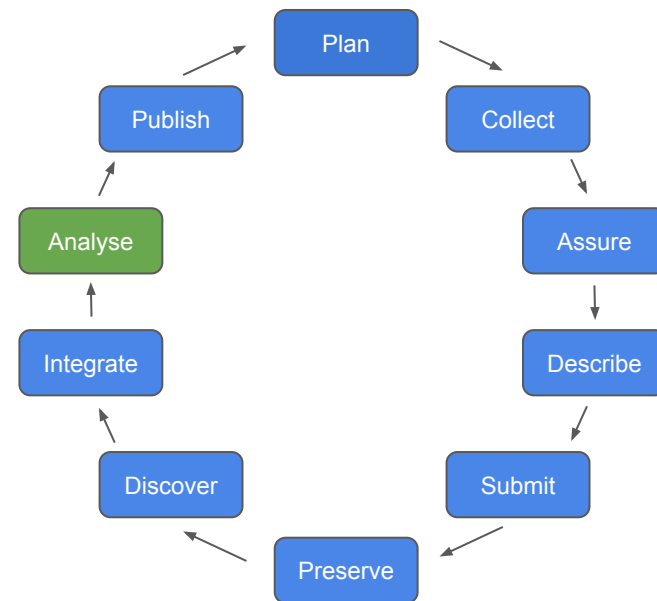 Plan
Collect
Assure
Describe
Submit
Preserve
Discover
Integrate
Analyse
Publish